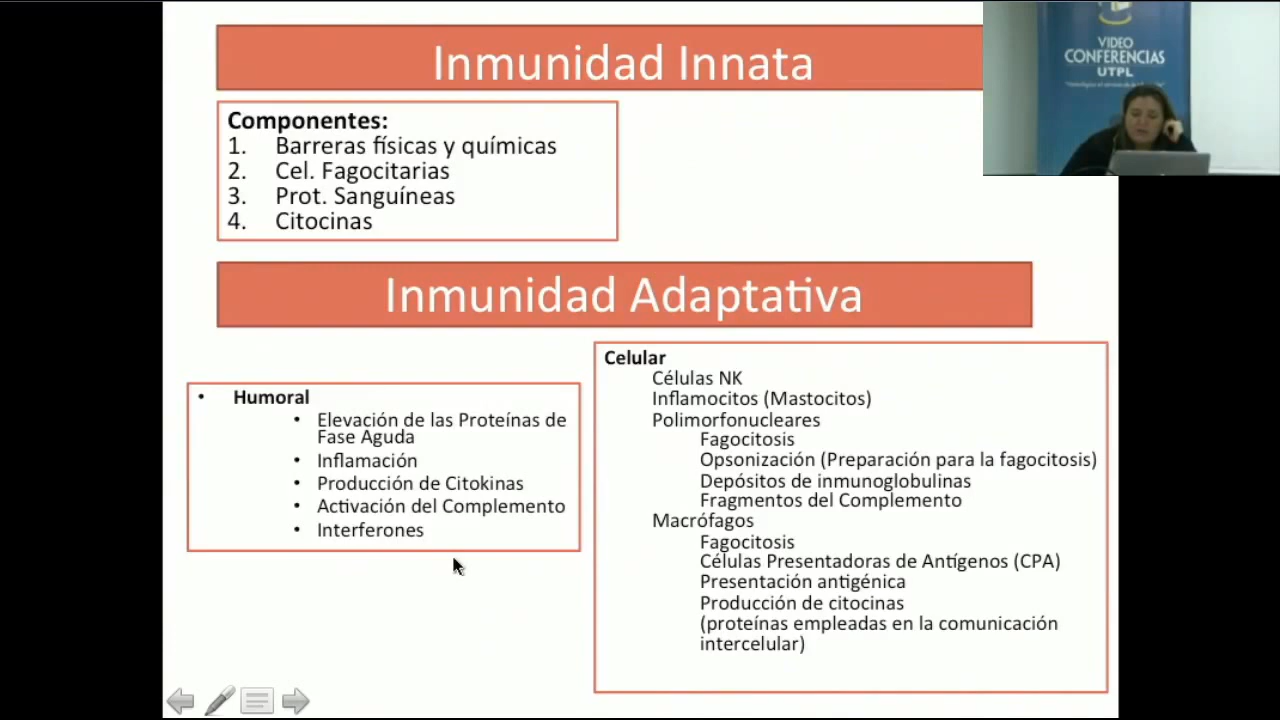 Inmunidad Innata
VIDEO
CONFERENCIAS
UTPL
Componentes:
1. Barreras físicas y químicas
2. Cel. Fagocitarias
3. Prot. Sanguíneas
4. Citocinas
Inmunidad Adaptativa
• Humoral
• Elevación de las Proteínas de
Fase Aguda
• Inflamación
• Producción de Citokinas
• Activación del Complemento
• Interferones
Celular
Células NK
Inflamocitos (Mastocitos)
Polimorfonucleares
Fagocitosis
Opsonización (Preparación para la fagocitosis)
Depósitos de inmunoglobulinas
Fragmentos del Complemento
Macrófagos
Fagocitosis
Células Presentadoras de Antígenos (CPA)
Presentación antigénica
Producción de citocinas
(proteínas empleadas en la comunicación
intercelular)